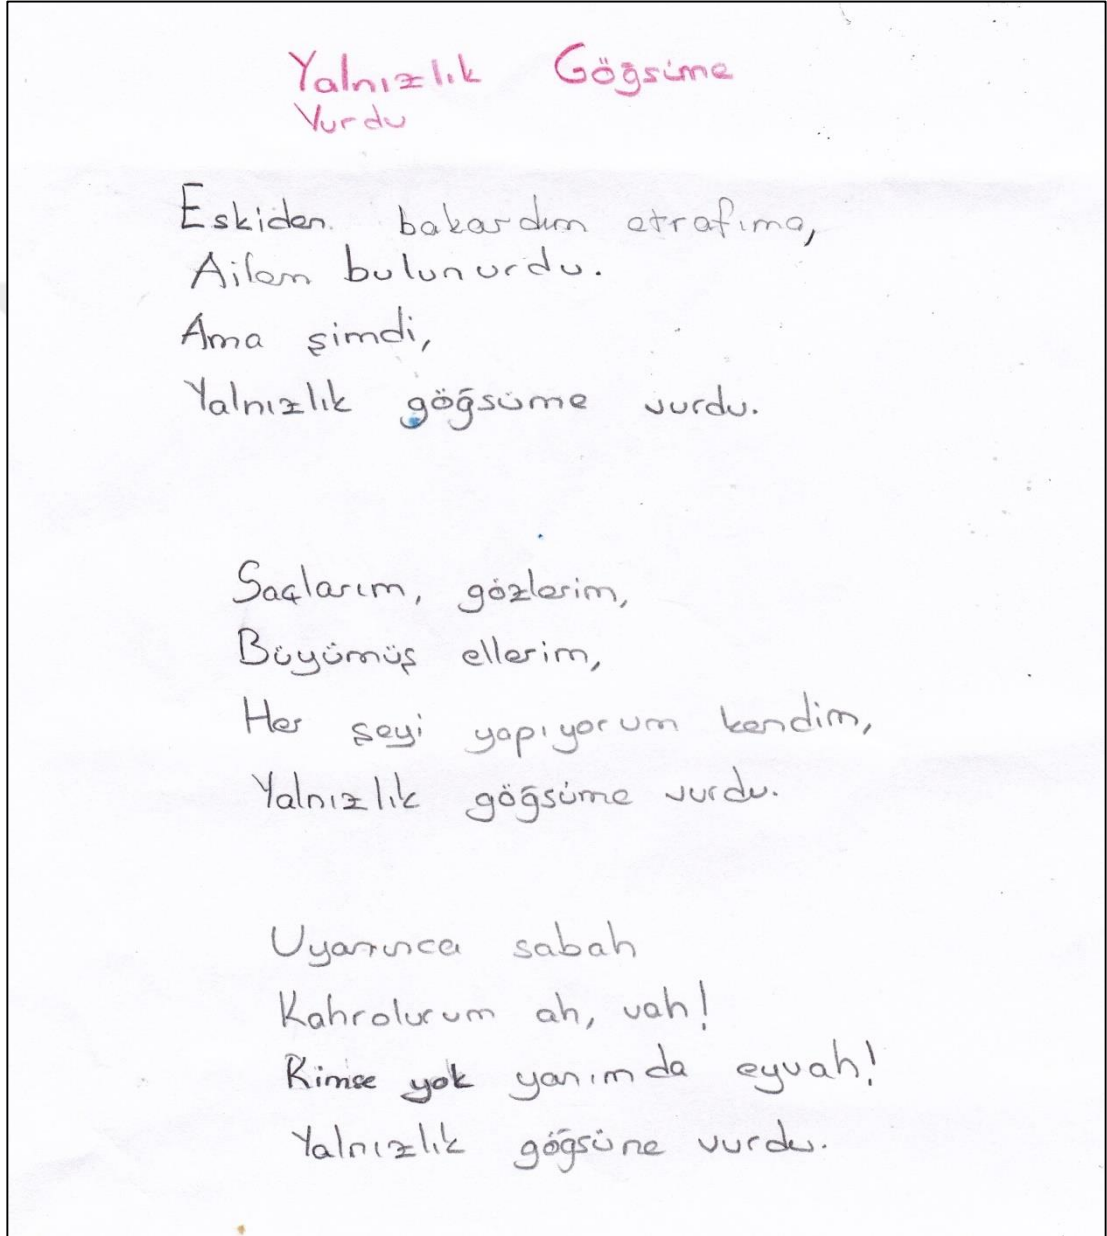 Yalnızlık Göğsüme
Vurdu
Eskiden bakardım etrafıma,
Ailem bulunurdu.
Ama şimdi,
Yalnızlık göğsüme vurdu.
Saçlarım, gözlerim,
Büyümüş ellerim,
Her şeyi yapıyorum kendim,
Yalnızlık göğsüme vurdu.
Uyanınca sabah
Kahrolurum ah, vah!
Kimse yok yanımda eyvah!
Yalnızlık göğsüne vurdu.